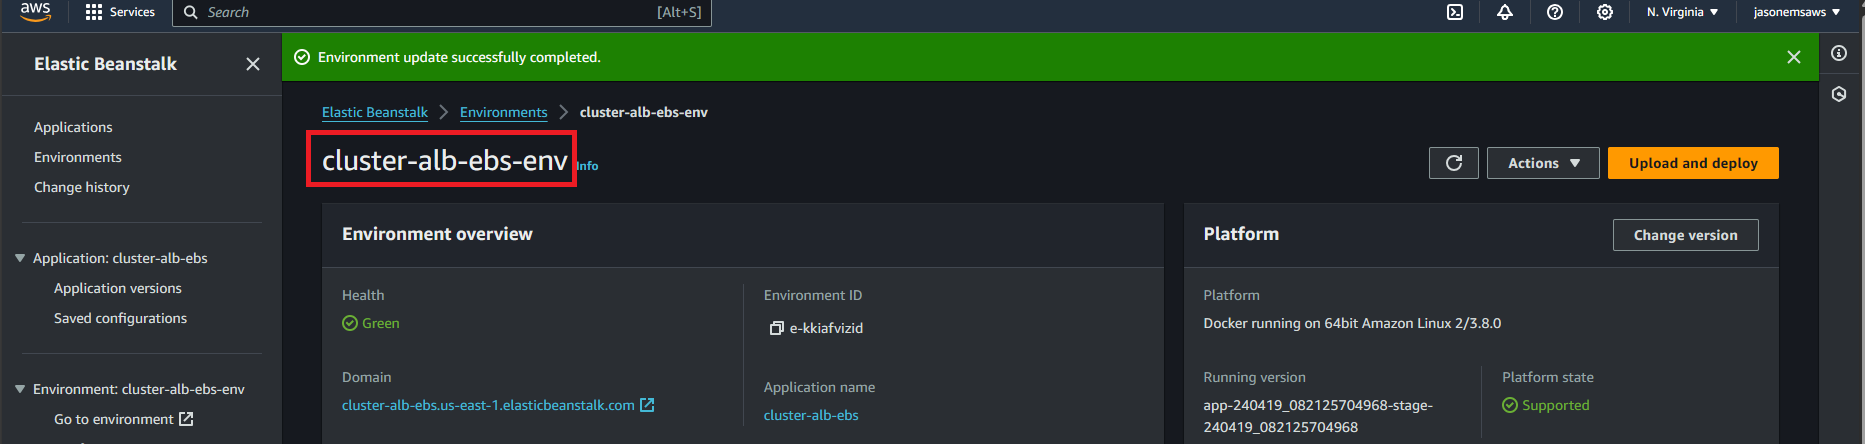 aws
Services
Search
[Alt+S]
N. Virginia
jasonemsaws
Elastic Beanstalk
Environment update successfully completed.
Elastic Beanstalk
Environments
cluster-alb-ebs-env
Applications
Environments
Change history
cluster-alb-ebs-env
Info
Actions
Upload and deploy
Application: cluster-alb-ebs
Application versions
Saved configurations
Environment: cluster-alb-ebs-env
Go to environment
Environment overview
Health
Green
Domain
cluster-alb-ebs.us-east-1.elasticbeanstalk.com
Environment ID
e-kkiafvizid
Application name
cluster-alb-ebs
Platform
Change version
Platform
Docker running on 64bit Amazon Linux 2/3.8.0
Running version
app-240419_082125704968-stage-
240419_082125704968
Platform state
Supported